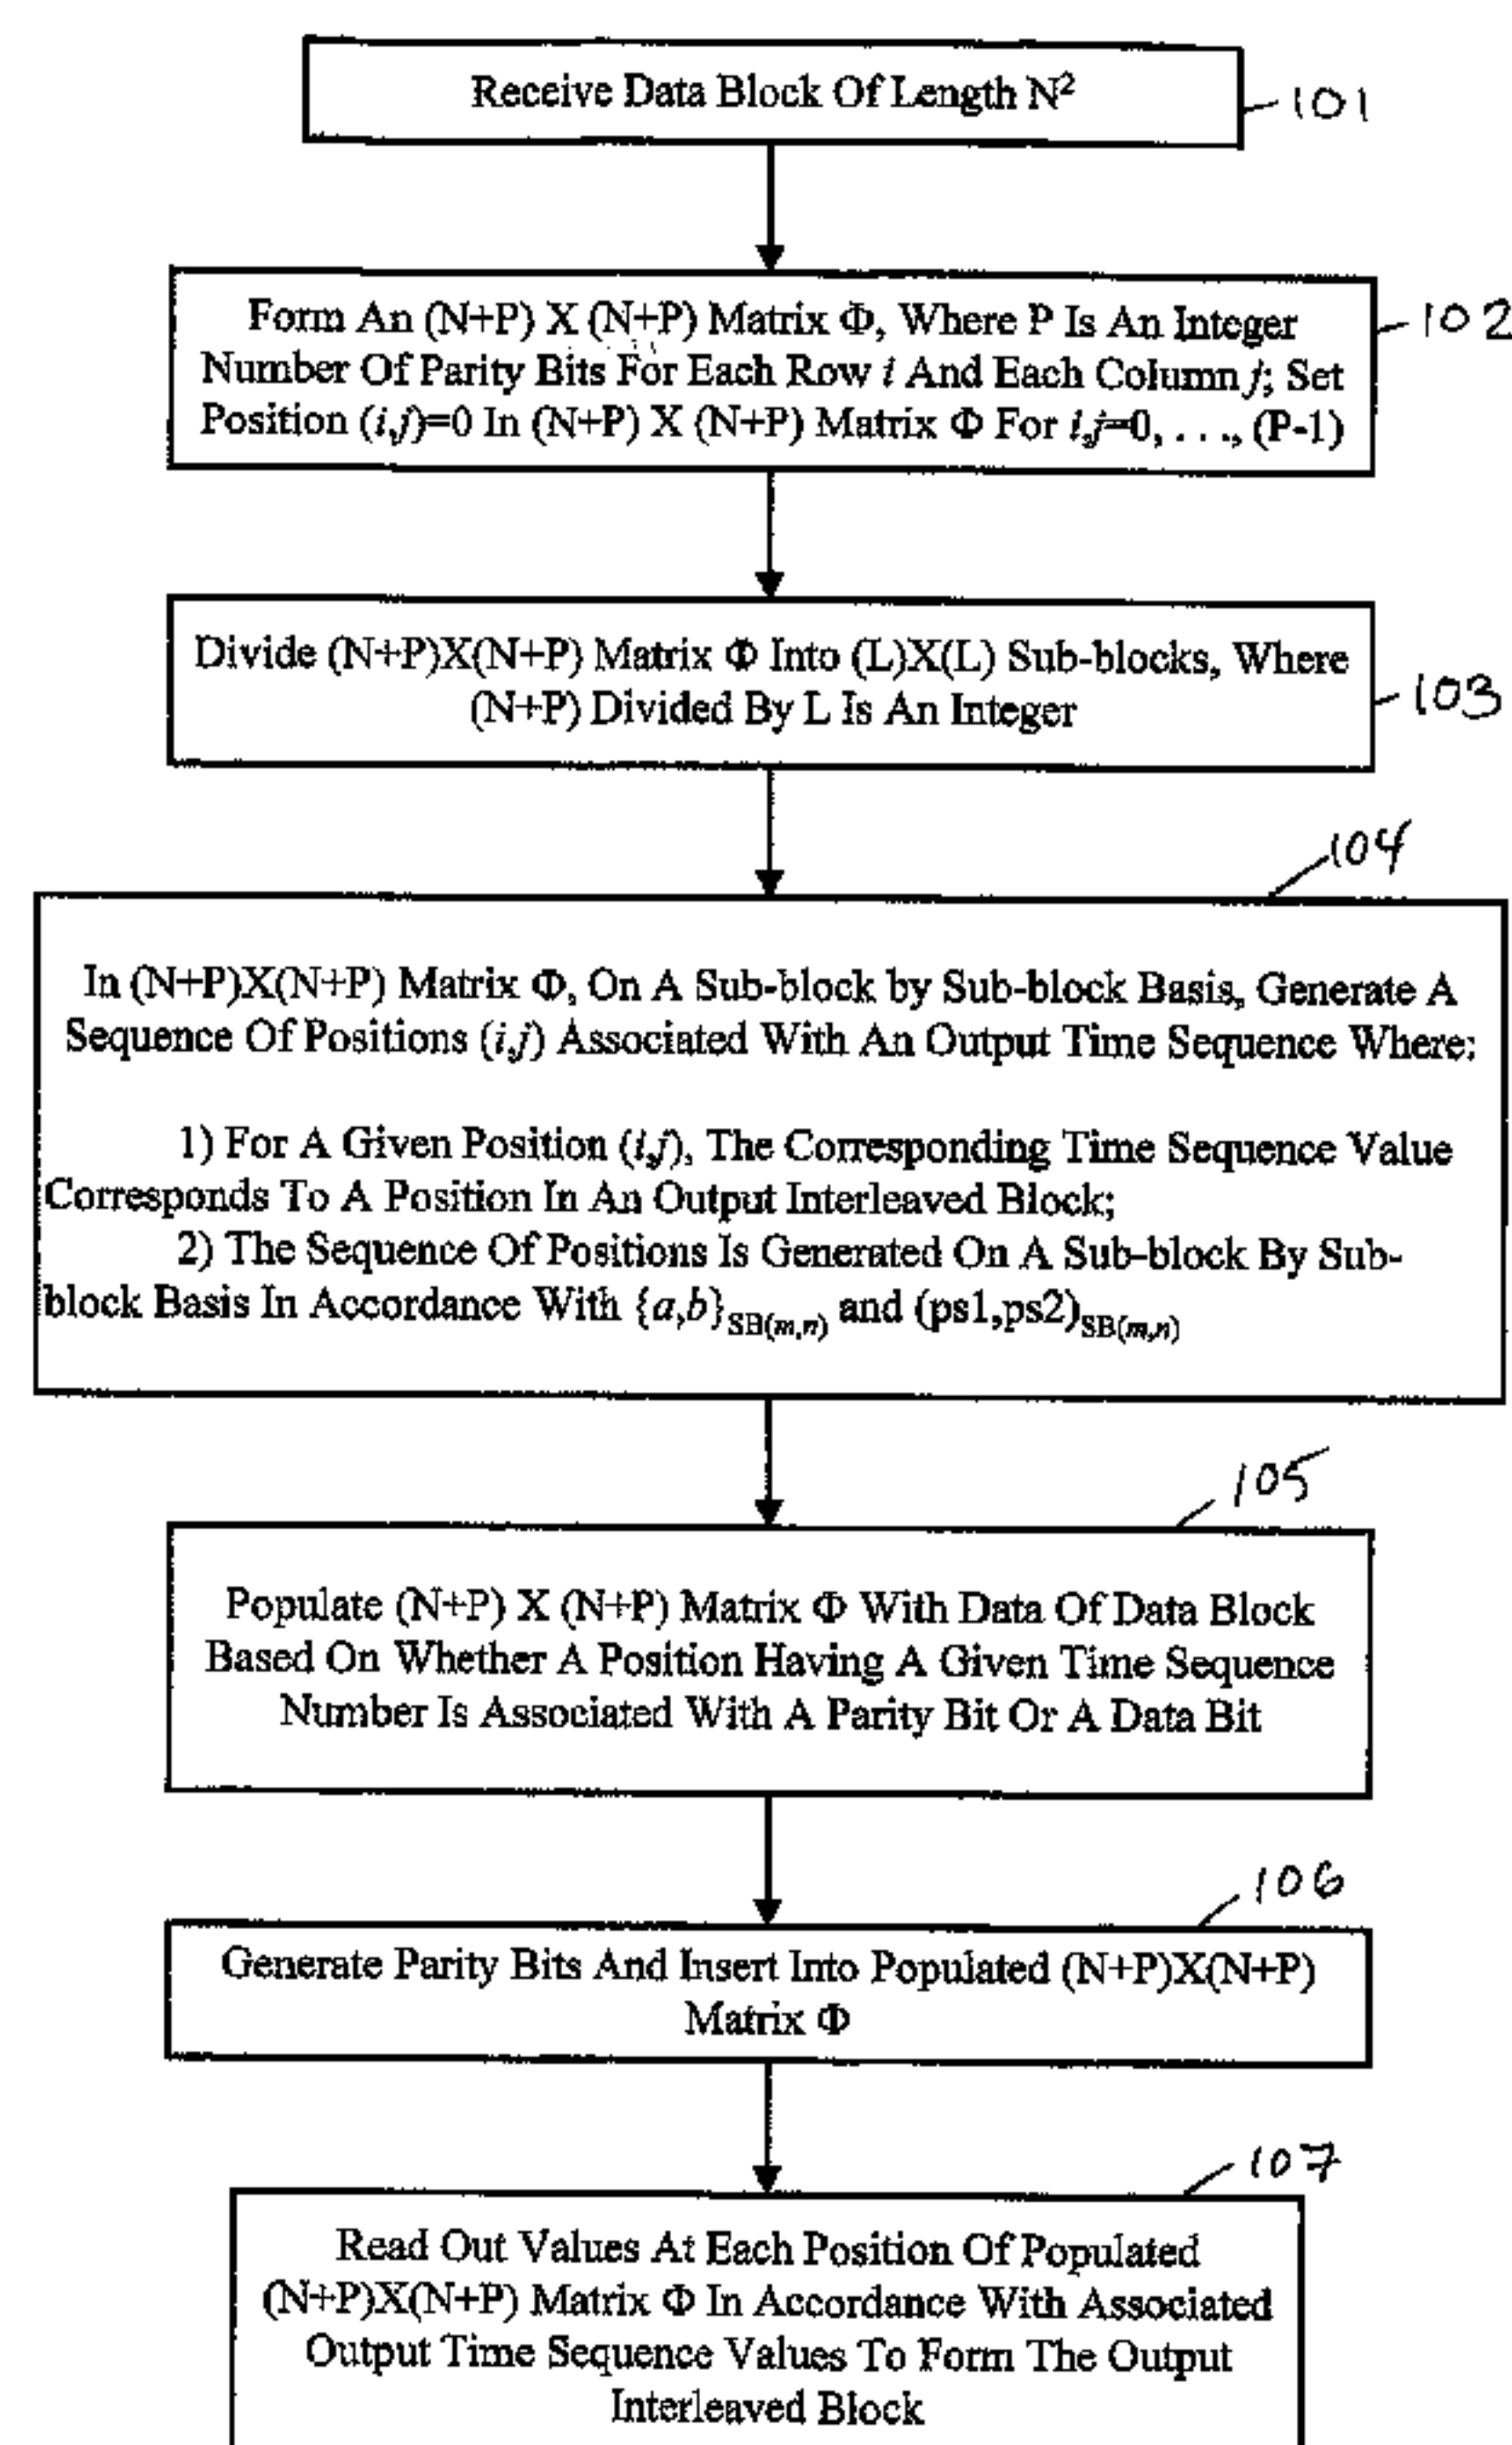 Receive Data Block Of Length N²
101
Form An (N+P) X (N+P) Matrix Φ, Where P Is An Integer
Number Of Parity Bits For Each Row i And Each Column j; Set
Position (i,j)=0 In (N+P) X (N+P) Matrix Φ For i,j=0, . . ., (P-1)
102
Divide (N+P)X(N+P) Matrix Φ Into (L)X(L) Sub-blocks, Where
(N+P) Divided By L Is An Integer
103
104
In (N+P)X(N+P) Matrix Φ, On A Sub-block by Sub-block Basis, Generate A
Sequence Of Positions (i,j) Associated With An Output Time Sequence Where:
1) For A Given Position (i,j), The Corresponding Time Sequence Value
Corresponds To A Position In An Output Interleaved Block;
2) The Sequence Of Positions Is Generated On A Sub-block By Sub-
block Basis In Accordance With {a,b}SB(m,n) and (ps1,ps2)SB(m,n)
105
Populate (N+P) X (N+P) Matrix Φ With Data Of Data Block
Based On Whether A Position Having A Given Time Sequence
Number Is Associated With A Parity Bit Or A Data Bit
106
Generate Parity Bits And Insert Into Populated (N+P)X(N+P)
Matrix Φ
107
Read Out Values At Each Position Of Populated
(N+P)X(N+P) Matrix Φ In Accordance With Associated
Output Time Sequence Values To Form The Output
Interleaved Block